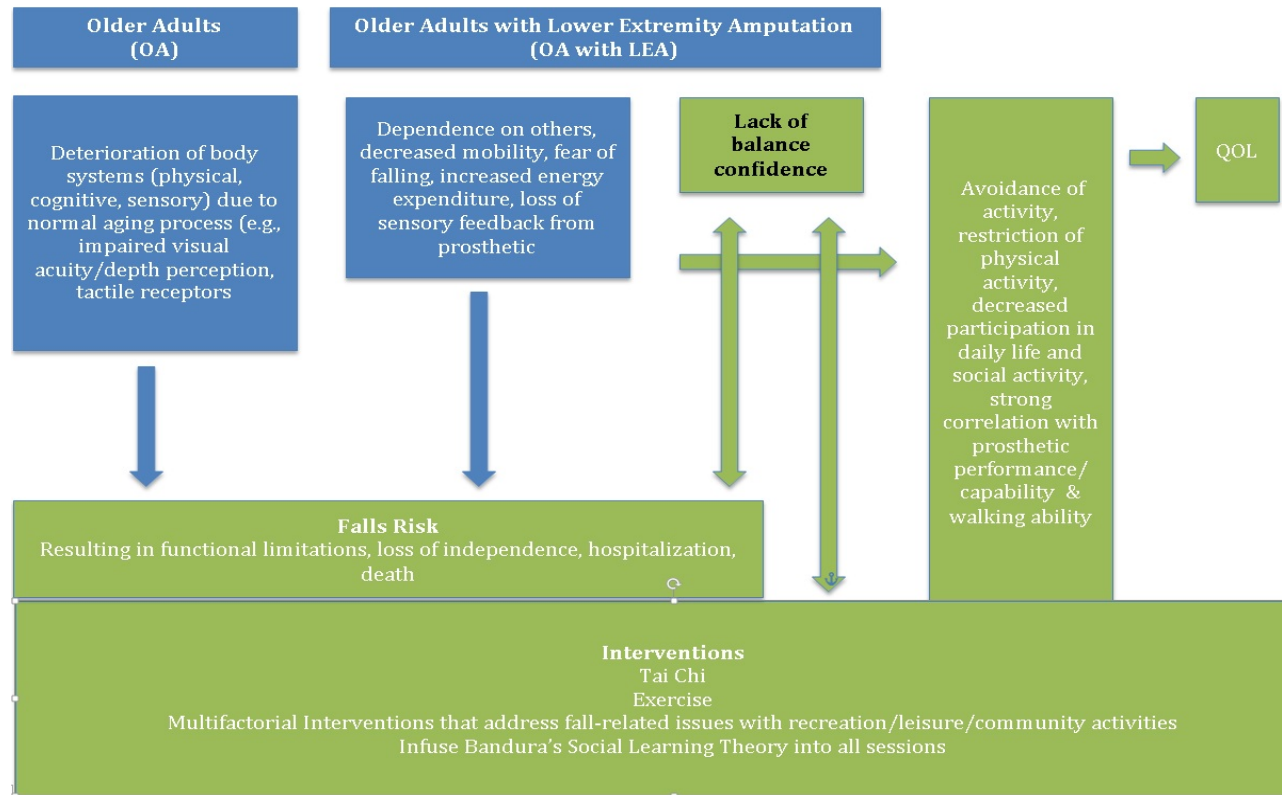 Older Adults
(OA)
Older Adults with Lower Extremity Amputation
(OA with LEA)
Deterioration of body
systems (physical,
cognitive, sensory) due to
normal aging process (e.g.,
impaired visual
acuity/depth perception,
tactile receptors
Dependence on others,
decreased mobility, fear of
falling, increased energy
expenditure, loss of
sensory feedback from
prosthetic
Lack of
balance
confidence
Avoidance of
activity,
restriction of
physical
activity,
decreased
participation in
daily life and
social activity,
strong
correlation with
prosthetic
performance/
capability &
walking ability
QOL
Falls Risk
Resulting in functional limitations, loss of independence, hospitalization,
death
Interventions
Tai Chi
Exercise
Multifactorial Interventions that address fall-related issues with recreation/leisure/community activities
Infuse Bandura's Social Learning Theory into all sessions